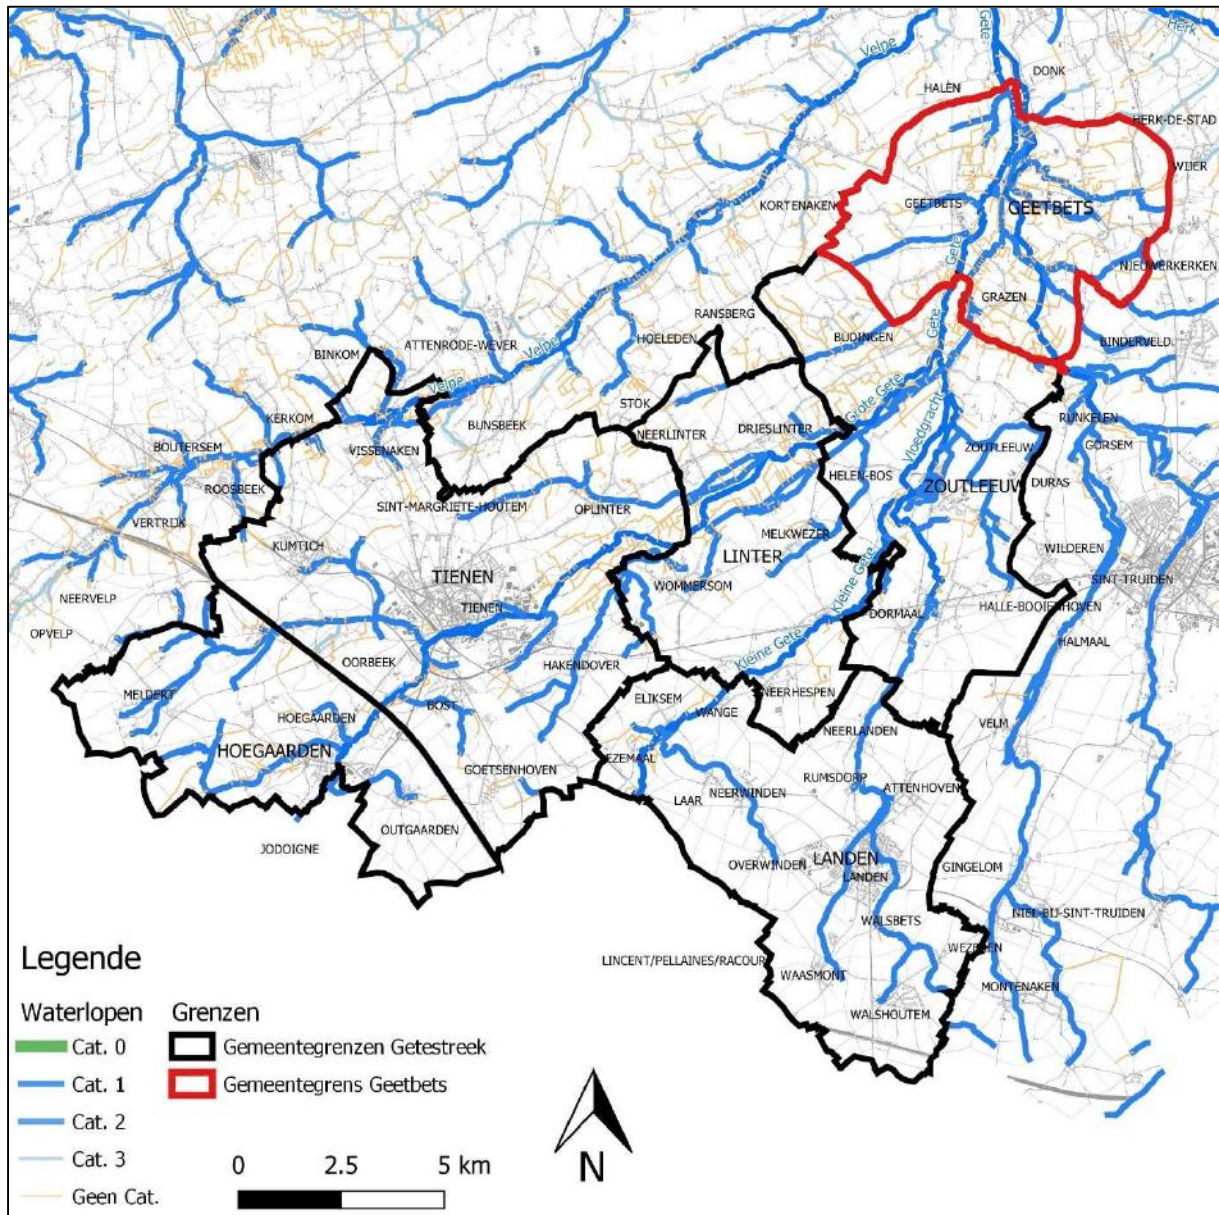 Gete
Herk
Velpe
DONK
HALEN
HERK-DE-STAD
WIJER
KORTENAKEN
GEETBETS
GEETBETS
Gete
NIEUWERKERKEN
GRAZEN
RANSBERG
BINKOM
ATTENRODE-WEVER
Velpe
HOELEDEN
BUDINGEN
Gete
BINDERVELD
Velpe
STOK
Grote Gete
KERKOM
BUNSBEEK
NEERLINTER
DRIESLINTER
RUNKELEN
BOUTERSEM
VISSENAKEN
Vloedgracht
ZOUTLEEUW
GORSEM
ROOSBEEK
HELEN-BOS
ZOUTLEEUW
DURAS
SINT-MARGRIETE-HOUTEM
OPLINTER
VERTRIJK
MELKWEZER
KUMTICH
LINTER
WILDEREN
TIENEN
WOMMERSOM
SINT-TRUIDEN
NEERVELP
TIENEN
Kleine Gete
DORMAAL
HALLE-BOOIENHOVEN
OPVELP
HALMAAL
OORBEEK
HAKENDOVER
Kleine Gete
MELDERT
ELIKSEM
NEERHESPEN
BOST
HOEGAARDEN
WANGE
VELM
NEERLANDEN
HOEGAARDEN
EZEMAAL
GOETSENHOVEN
RUMSDORP
NEERWINDEN
ATTENHOVEN
LAAR
OUTGAARDEN
JODOIGNE
OVERWINDEN
LANDEN
GINGELOM
LANDEN
NIEL-BIJ-SINT-TRUIDEN
WALSBETS
WEZEREN
LINCENT/PELLAINES/RACOUR
WAASMONT
MONTENAKEN
WALSHOUTEM
Legende
Waterlopen
Cat. 0
Cat. 1
Cat. 2
Cat. 3
Geen Cat.
Grenzen
Gemeentegrenzen Getestreek
Gemeentegrens Geetbets
0 2.5 5 km
N